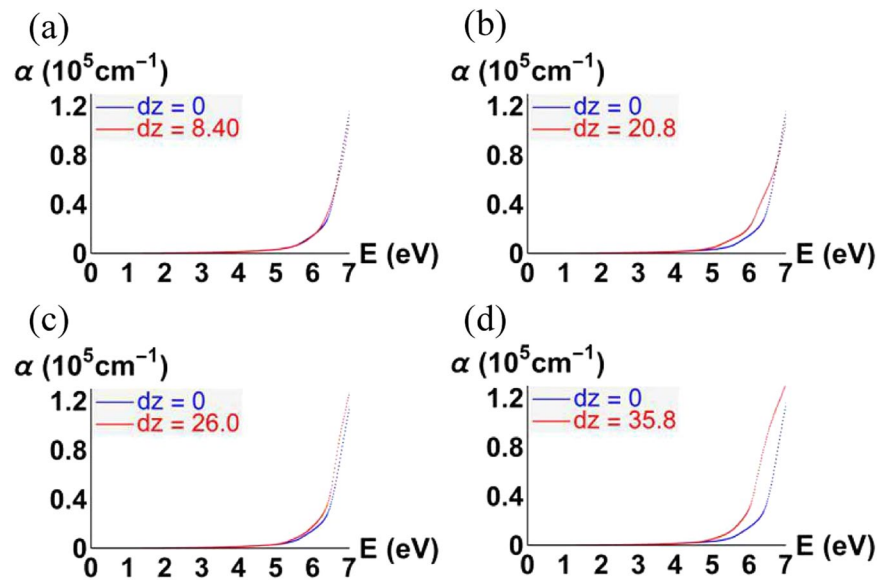 (a)
α (10⁵cm⁻¹)
1.2
0.8
0.4
0
dz = 0
dz = 8.40
0 1 2 3 4 5 6 7 E (eV)
(b)
α (10⁵cm⁻¹)
1.2
0.8
0.4
0
dz = 0
dz = 20.8
0 1 2 3 4 5 6 7 E (eV)
(c)
α (10⁵cm⁻¹)
1.2
0.8
0.4
0
dz = 0
dz = 26.0
0 1 2 3 4 5 6 7 E (eV)
(d)
α (10⁵cm⁻¹)
1.2
0.8
0.4
0
dz = 0
dz = 35.8
0 1 2 3 4 5 6 7 E (eV)